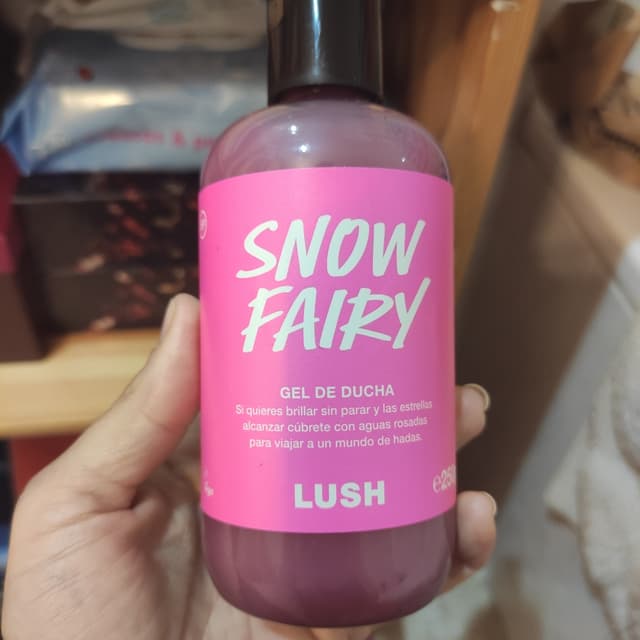 SNOW
FAIRY
GEL DE DUCHA
Si quieres brillar sin parar y las estrellas
alcanzar cúbrete con aguas rosadas
para viajar a un mundo de hadas.
LUSH